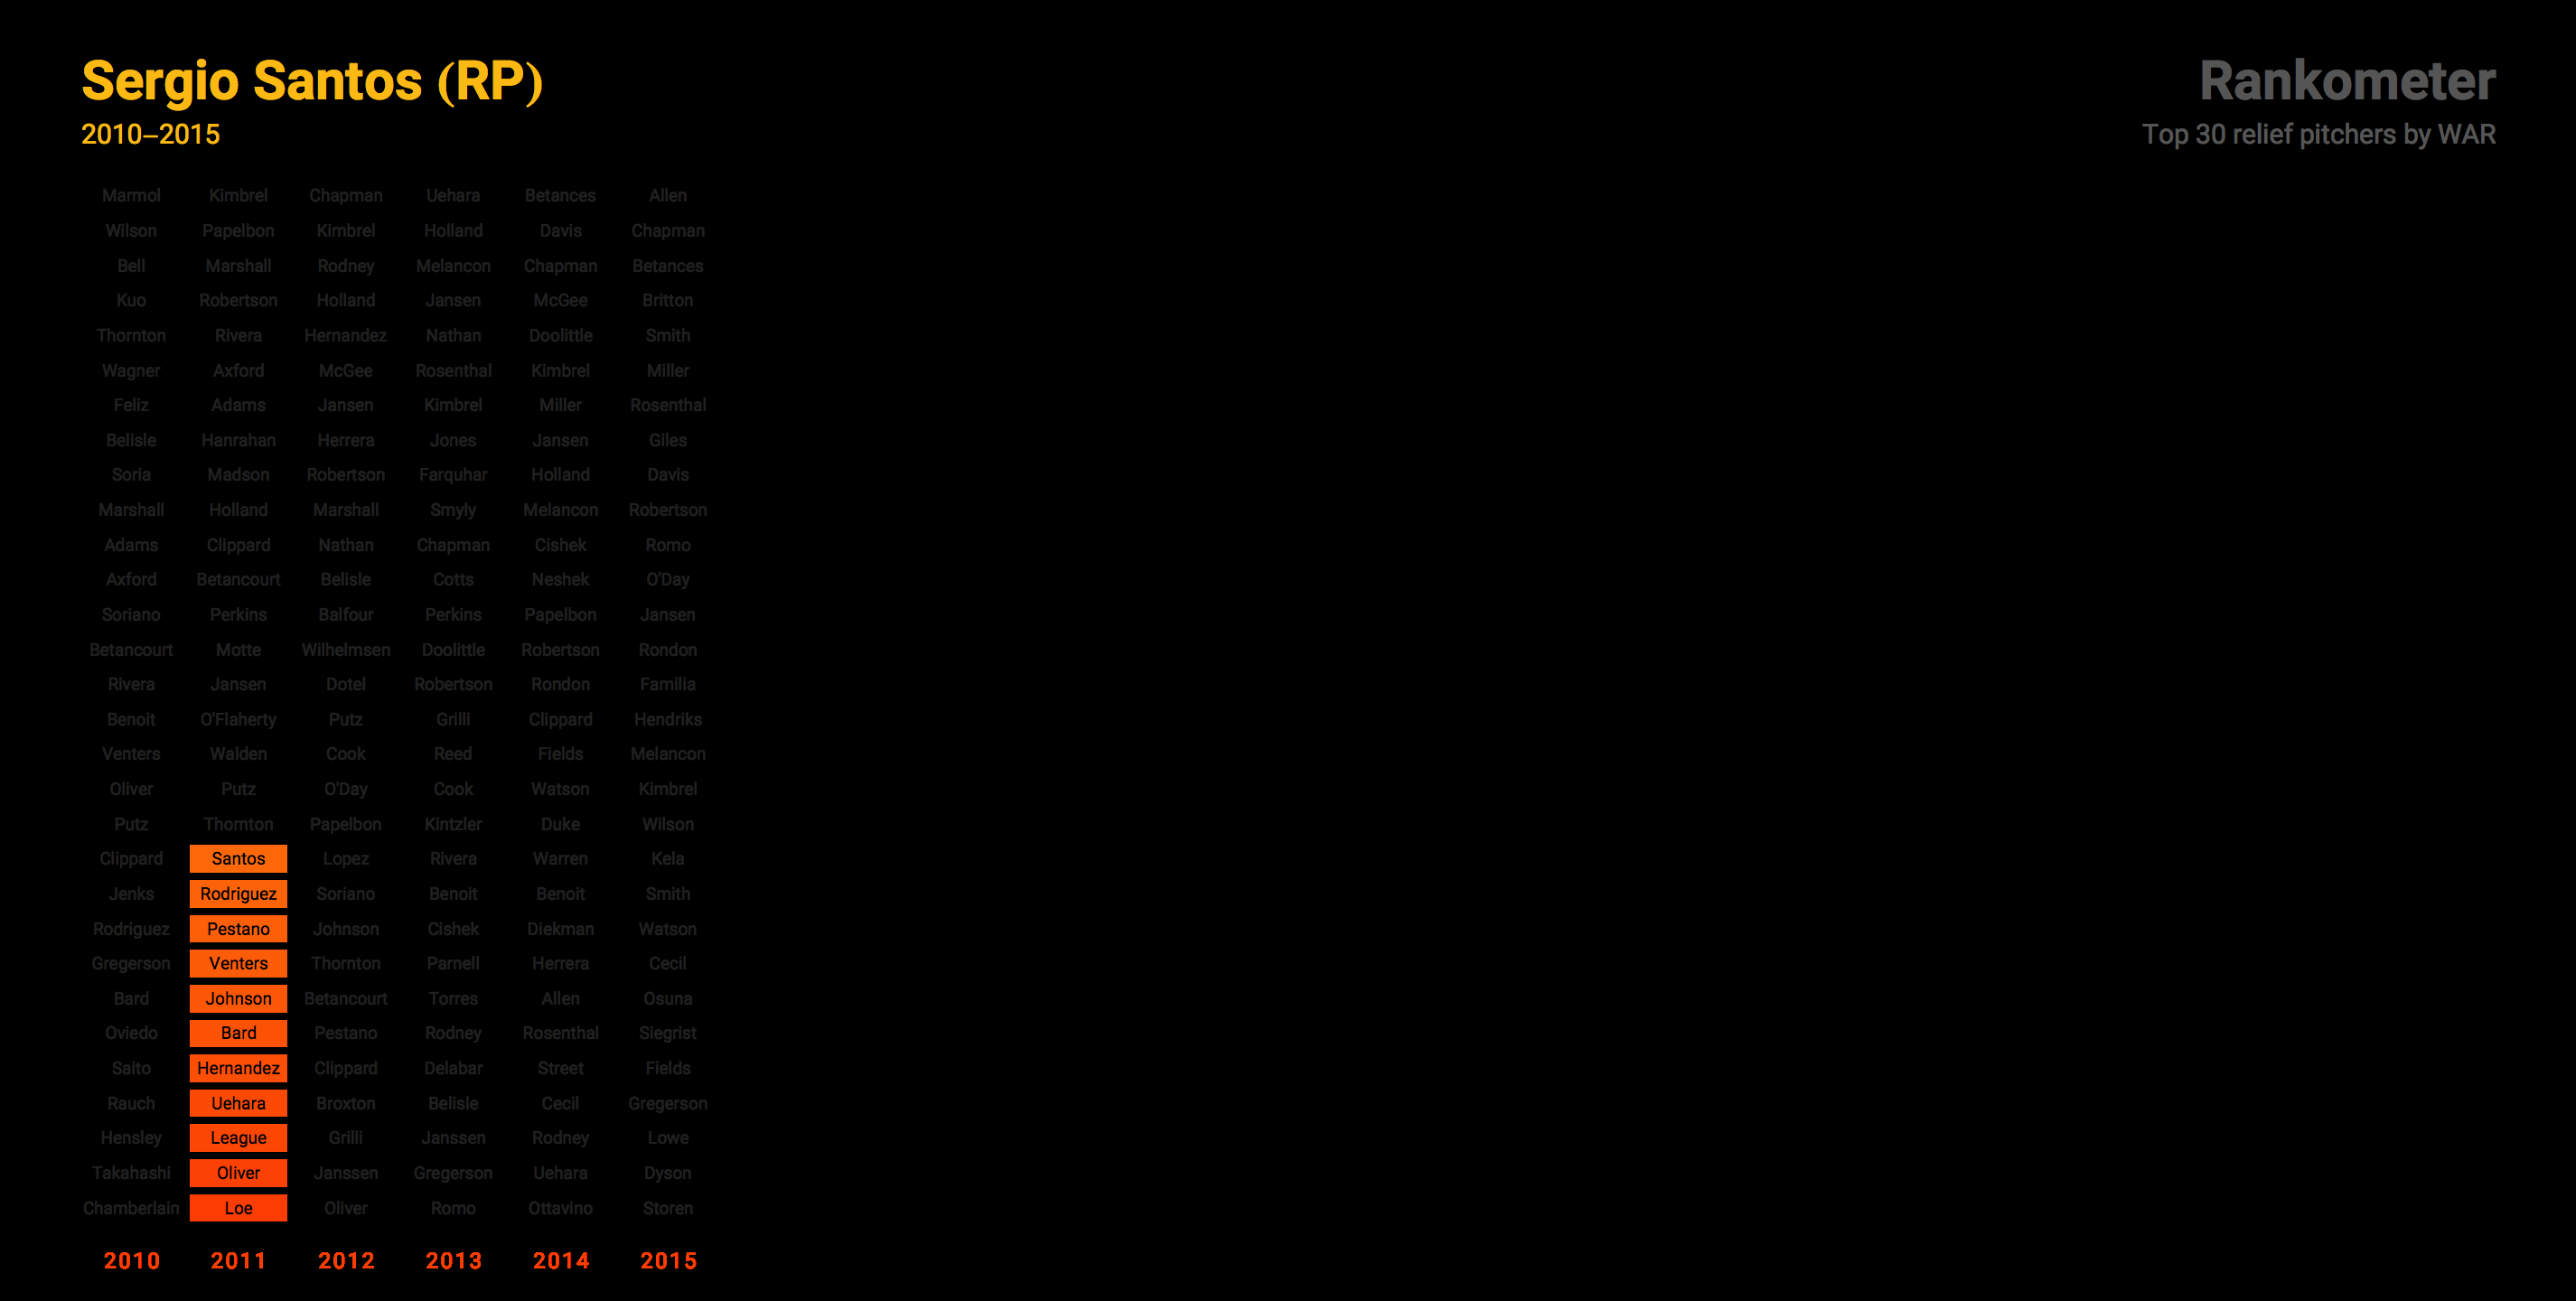 Sergio Santos (RP)
2010–2015
Rankometer
Top 30 relief pitchers by WAR
Marmol Kimbrel Chapman Uehara Betances Allen
Wilson Papelbon Kimbrel Holland Davis Chapman
Bell Marshall Rodney Melancon Chapman Betances
Kuo Robertson Holland Jansen McGee Britton
Thornton Rivera Hernandez Nathan Doolittle Smith
Wagner Axford McGee Rosenthal Kimbrel Miller
Feliz Adams Jansen Kimbrel Miller Rosenthal
Belisle Hanrahan Herrera Jones Jansen Giles
Soria Madson Robertson Farquhar Holland Davis
Marshall Holland Marshall Smyly Melancon Robertson
Adams Clippard Nathan Chapman Cishek Romo
Axford Betancourt Belisle Cotts Neshek O'Day
Soriano Perkins Balfour Perkins Papelbon Jansen
Betancourt Motte Wilhelmsen Doolittle Robertson Rondon
Rivera Jansen Dotel Robertson Rondon Familia
Benoit O'Flaherty Putz Grilli Clippard Hendriks
Venters Walden Cook Reed Fields Melancon
Oliver Putz O'Day Cook Watson Kimbrel
Putz Thornton Papelbon Kintzler Duke Wilson
Clippard Santos Lopez Rivera Warren Kela
Jenks Rodriguez Soriano Benoit Benoit Smith
Rodriguez Pestano Johnson Cishek Diekman Watson
Gregerson Venters Thornton Parnell Herrera Cecil
Bard Johnson Betancourt Torres Allen Osuna
Oviedo Bard Pestano Rodney Rosenthal Siegrist
Saito Hernandez Clippard Delabar Street Fields
Rauch Uehara Broxton Belisle Cecil Gregerson
Hensley League Grilli Janssen Rodney Lowe
Takahashi Oliver Janssen Gregerson Uehara Dyson
Chamberlain Loe Oliver Romo Ottavino Storen
2010 2011 2012 2013 2014 2015